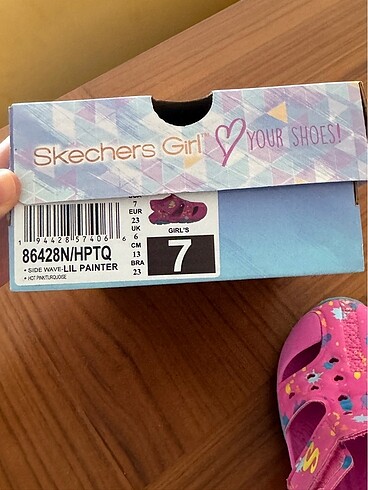 Skechers Girl™ YOUR SHOES!
7
EUR
23
UK
6
CM
13
BRA
23
GIRL'S
7
1 94428 57406 6
86428N/HPTQ
• SIDE WAVE-LIL PAINTER
• HOT PINK/TURQUOISE